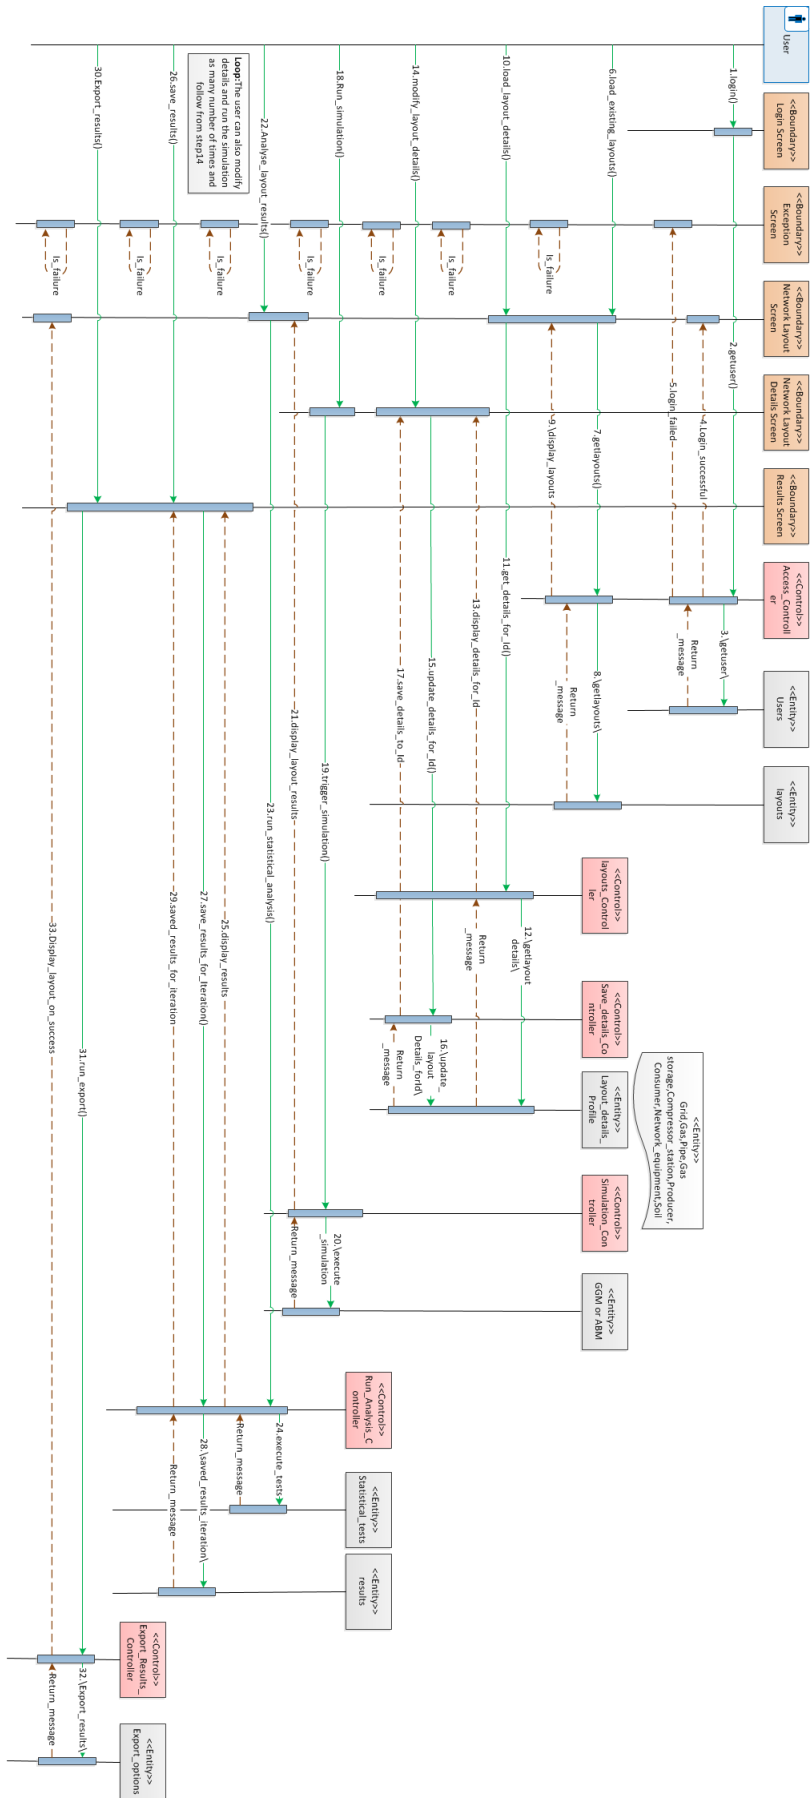 User
<<Boundary>>
Login Screen
<<Boundary>>
Exception
Screen
<<Boundary>>
Network Layout
Screen
<<Boundary>>
Network Layout
Details Screen
<<Boundary>>
Results Screen
<<Control>>
Access_Controll
er
<<Entity>>
Users
<<Entity>>
layouts
<<Control>>
layouts_Control
ler
<<Control>>
Save_details_Co
ntroller
<<Entity>>
Layout_details_
Profile
<<Entity>>
Grid,Gas,Pipe,Gas
storage,Compressor_station,Producer,
Consumer,Network_equipment,Soil
<<Control>>
Simulation_Con
troller
<<Entity>>
GGM or ABM
<<Control>>
Run_Analysis_C
ontroller
<<Entity>>
Statistical_tests
<<Entity>>
results
<<Control>>
Export_Results_
Controller
<<Entity>>
Export_options
1.login()
2.getuser()
3.\getuser\
Return
_message
4.Login_successful
5.login_failed
6.load_existing_layouts()
7.getlayouts()
8.\getlayouts\
Return
_message
9.\display_layouts
Is_failure
10.load_layout_details()
11.get_details_for_Id()
12.\getlayout
details\
Return
_message
13.display_details_for_Id
Is_failure
14.modify_layout_details()
15.update_details_for_Id()
16.\update_
layout
Details_forId\
Return
_message
17.save_details_to_Id
Is_failure
18.Run_simulation()
19.trigger_simulation()
20.\execute
_simulation
Return_message
21.display_layout_results
Is_failure
22.Analyse_layout_results()
23.run_statistical_analysis()
24.execute_tests
Return_message
25.display_results
Is_failure
Loop:The user can also modify
details and run the simulation
as many number of times and
follow from step14
26.save_results()
27.save_results_for_Iteration()
28.\saved_results_iteration\
Return_message
29.saved_results_for_iteration
Is_failure
30.Export_results()
31.run_export()
32.\Export_results\
Return_message
33.Display_layout_on_success
Is_failure